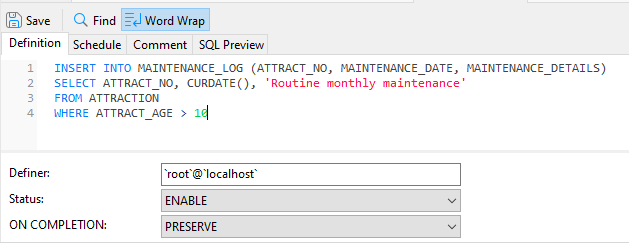 Save Find Word Wrap
Definition Schedule Comment SQL Preview
1 INSERT INTO MAINTENANCE_LOG (ATTRACT_NO, MAINTENANCE_DATE, MAINTENANCE_DETAILS)
2 SELECT ATTRACT_NO, CURDATE(), 'Routine monthly maintenance'
3 FROM ATTRACTION
4 WHERE ATTRACT_AGE > 10
Definer: `root`@`localhost`
Status: ENABLE
ON COMPLETION: PRESERVE